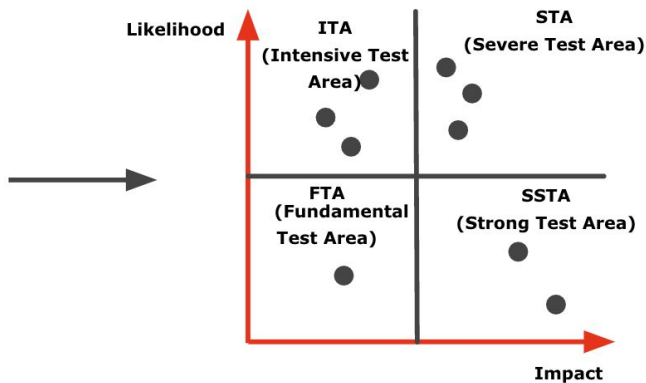 Likelihood
ITA
(Intensive Test
Area)
STA
(Severe Test Area)
FTA
(Fundamental
Test Area)
SSTA
(Strong Test Area)
Impact